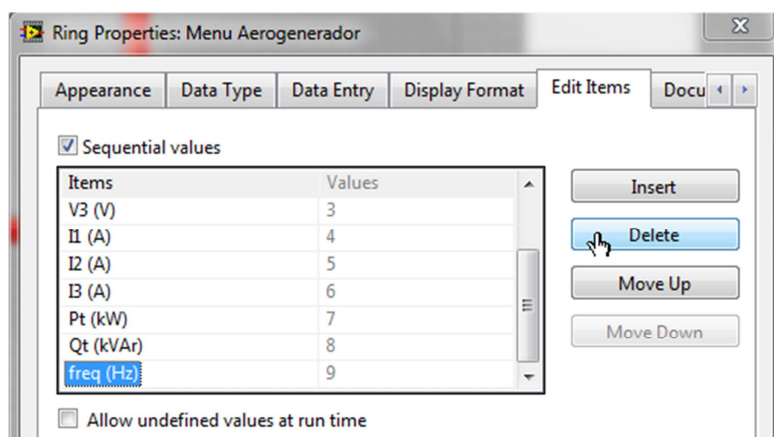 Ring Properties: Menu Aerogenerador
Appearance Data Type Data Entry Display Format Edit Items Docu
Sequential values
Items Values
V3 (V) 3
I1 (A) 4
I2 (A) 5
I3 (A) 6
Pt (kW) 7
Qt (kVAr) 8
freq (Hz) 9
Insert
Delete
Move Up
Move Down
Allow undefined values at run time